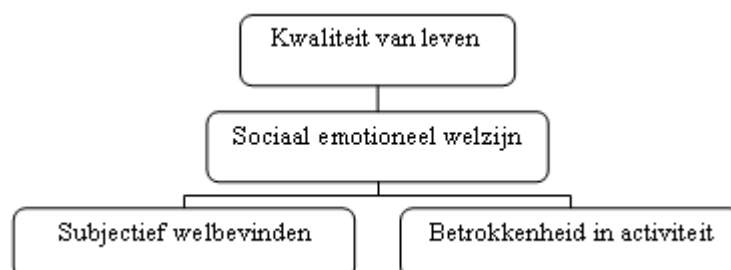 Kwaliteit van leven
Sociaal emotioneel welzijn
Subjectief welbevinden
Betrokkenheid in activiteit